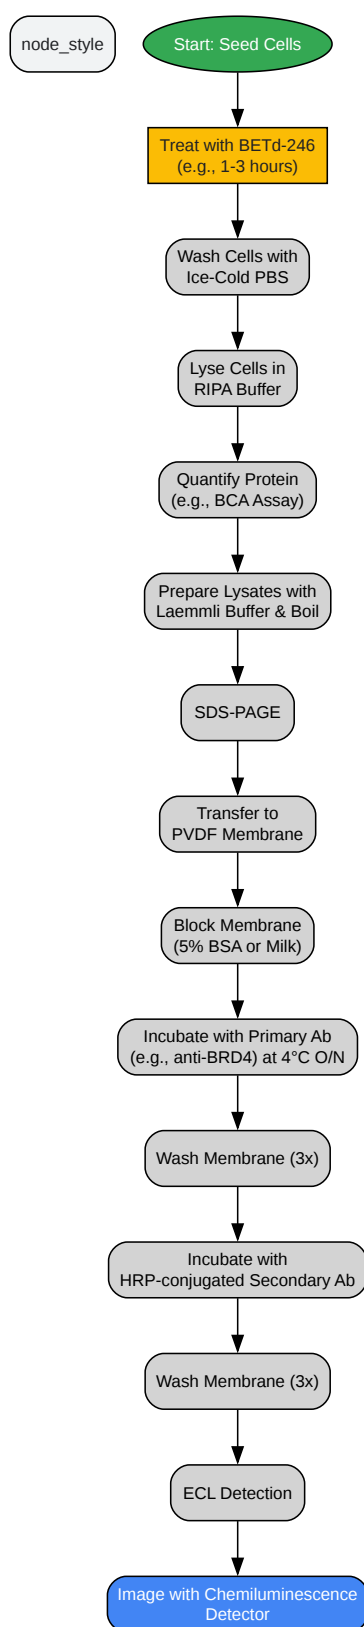 node_style
Start: Seed Cells
Treat with BETd-246
(e.g., 1-3 hours)
Wash Cells with
Ice-Cold PBS
Lyse Cells in
RIPA Buffer
Quantify Protein
(e.g., BCA Assay)
Prepare Lysates with
Laemmli Buffer & Boil
SDS-PAGE
Transfer to
PVDF Membrane
Block Membrane
(5% BSA or Milk)
Incubate with Primary Ab
(e.g., anti-BRD4) at 4°C O/N
Wash Membrane (3x)
Incubate with
HRP-conjugated Secondary Ab
Wash Membrane (3x)
ECL Detection
Image with Chemiluminescence
Detector